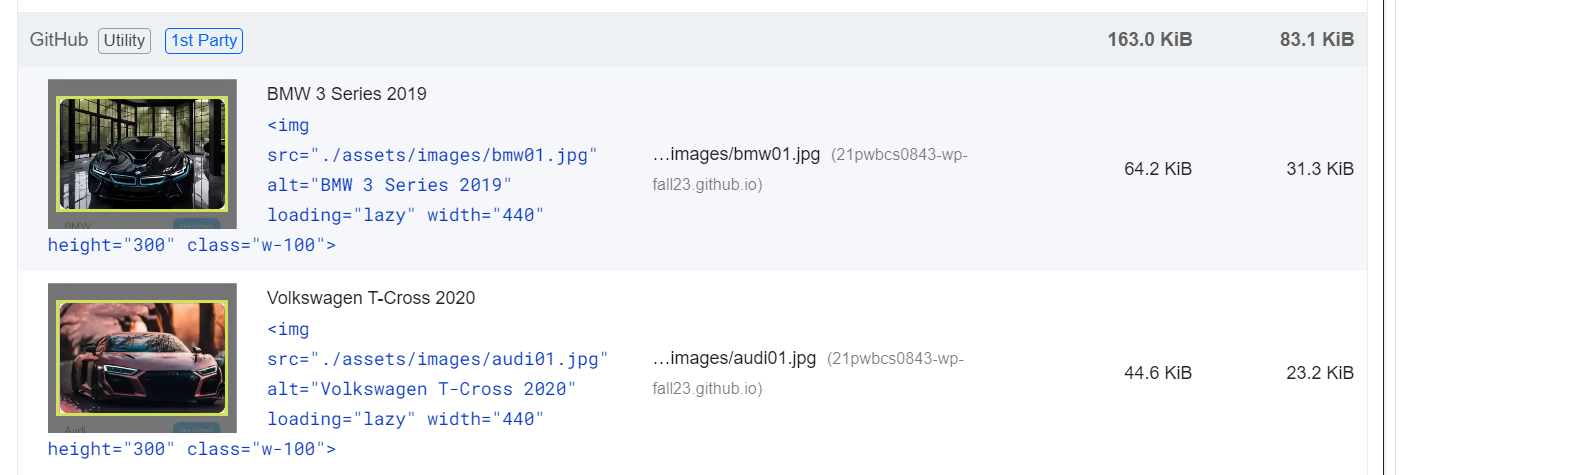 GitHub Utility 1st Party 163.0 KiB 83.1 KiB
BMW 3 Series 2019
<img
src="./assets/images/bmw01.jpg"
alt="BMW 3 Series 2019"
loading="lazy" width="440"
height="300" class="w-100">
…images/bmw01.jpg (21pwbcs0843-wp-
fall23.github.io)
64.2 KiB 31.3 KiB
BMW
Volkswagen T-Cross 2020
<img
src="./assets/images/audi01.jpg"
alt="Volkswagen T-Cross 2020"
loading="lazy" width="440"
height="300" class="w-100">
…images/audi01.jpg (21pwbcs0843-wp-
fall23.github.io)
44.6 KiB 23.2 KiB
Audi